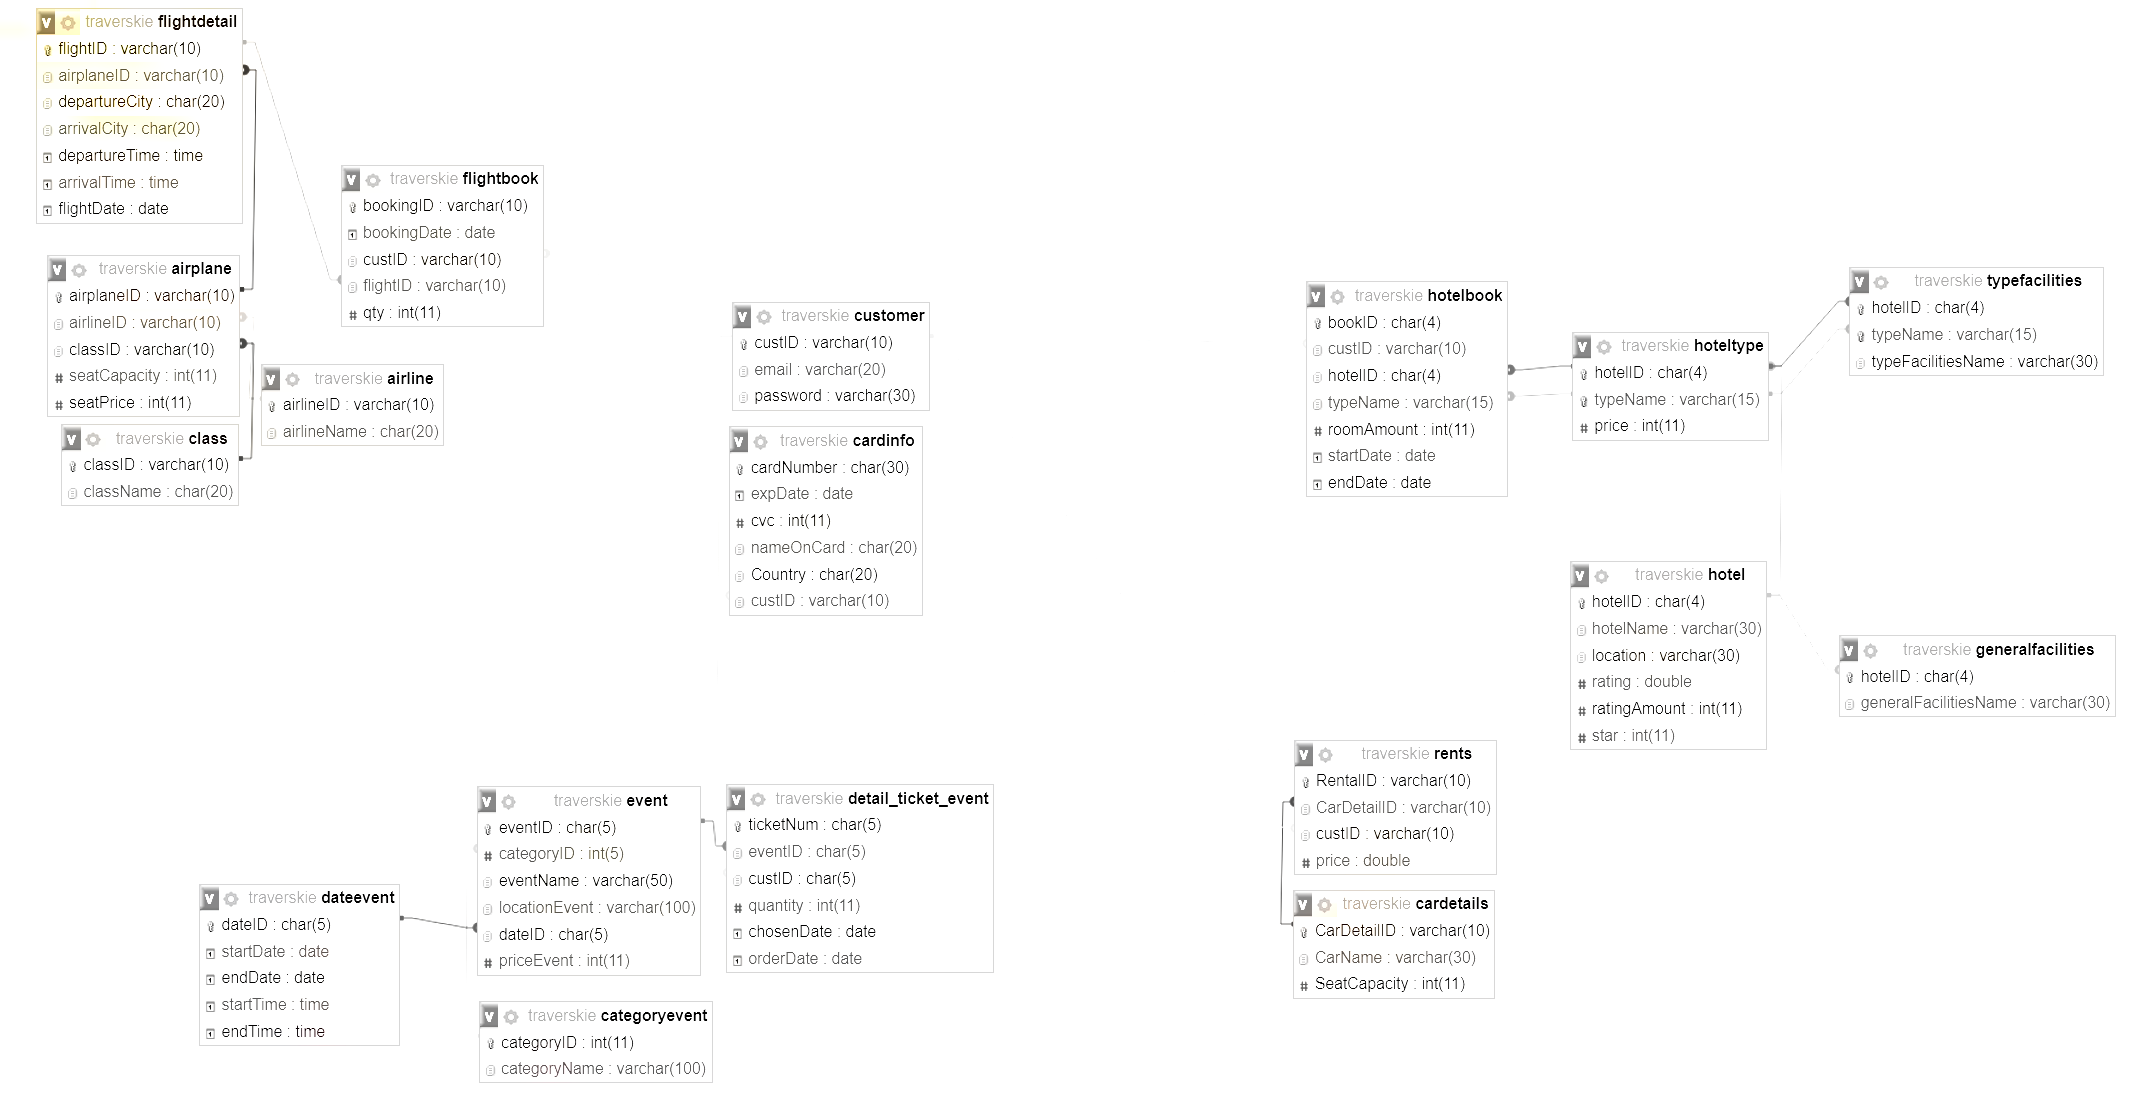 traverskie flightdetail
flightID : varchar(10)
airplaneID : varchar(10)
departureCity : char(20)
arrivalCity : char(20)
departureTime : time
arrivalTime : time
flightDate : date
traverskie flightbook
bookingID : varchar(10)
bookingDate : date
custID : varchar(10)
flightID : varchar(10)
# qty : int(11)
traverskie airplane
airplaneID : varchar(10)
airlineID : varchar(10)
classID : varchar(10)
# seatCapacity : int(11)
# seatPrice : int(11)
traverskie airline
airlineID : varchar(10)
airlineName : char(20)
traverskie class
classID : varchar(10)
className : char(20)
traverskie customer
custID : varchar(10)
email : varchar(20)
password : varchar(30)
traverskie cardinfo
cardNumber : char(30)
expDate : date
# cvc : int(11)
nameOnCard : char(20)
Country : char(20)
custID : varchar(10)
traverskie hotelbook
bookID : char(4)
custID : varchar(10)
hotelID : char(4)
typeName : varchar(15)
# roomAmount : int(11)
startDate : date
endDate : date
traverskie hoteltype
hotelID : char(4)
typeName : varchar(15)
# price : int(11)
traverskie typefacilities
hotelID : char(4)
typeName : varchar(15)
typeFacilitiesName : varchar(30)
traverskie hotel
hotelID : char(4)
hotelName : varchar(30)
location : varchar(30)
# rating : double
# ratingAmount : int(11)
# star : int(11)
traverskie generalfacilities
hotelID : char(4)
generalFacilitiesName : varchar(30)
traverskie event
eventID : char(5)
# categoryID : int(5)
eventName : varchar(50)
locationEvent : varchar(100)
dateID : char(5)
# priceEvent : int(11)
traverskie detail_ticket_event
ticketNum : char(5)
eventID : char(5)
custID : char(5)
# quantity : int(11)
chosenDate : date
orderDate : date
traverskie dateevent
dateID : char(5)
startDate : date
endDate : date
startTime : time
endTime : time
traverskie categoryevent
categoryID : int(11)
categoryName : varchar(100)
traverskie rents
RentalID : varchar(10)
CarDetailID : varchar(10)
custID : varchar(10)
# price : double
traverskie cardetails
CarDetailID : varchar(10)
CarName : varchar(30)
# SeatCapacity : int(11)